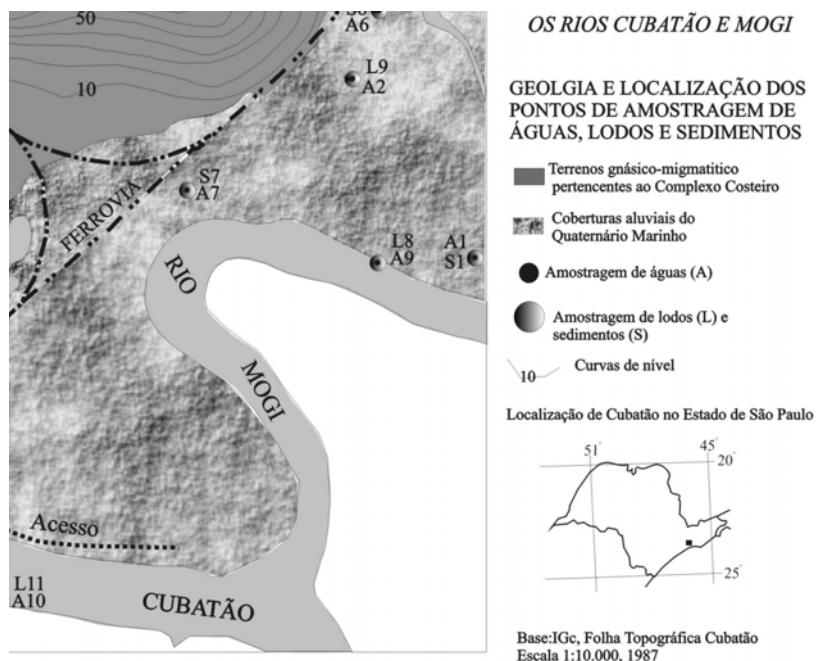 50
S6
A6
10
L9
A2
S7
A7
FERROVIA
L8
A9
A1
S1
RIO
MOGI
Acesso
L11
A10
CUBATÃO
OS RIOS CUBATÃO E MOGI
GEOLGIA E LOCALIZAÇÃO DOS
PONTOS DE AMOSTRAGEM DE
ÁGUAS, LODOS E SEDIMENTOS
Terrenos gnásico-migmatitico
pertencentes ao Complexo Costeiro
Coberturas aluviais do
Quaternário Marinho
Amostragem de águas (A)
Amostragem de lodos (L) e
sedimentos (S)
10
Curvas de nível
Localização de Cubatão no Estado de São Paulo
51°
45°
20°
25°
Base:IGc, Folha Topográfica Cubatão
Escala 1:10.000, 1987